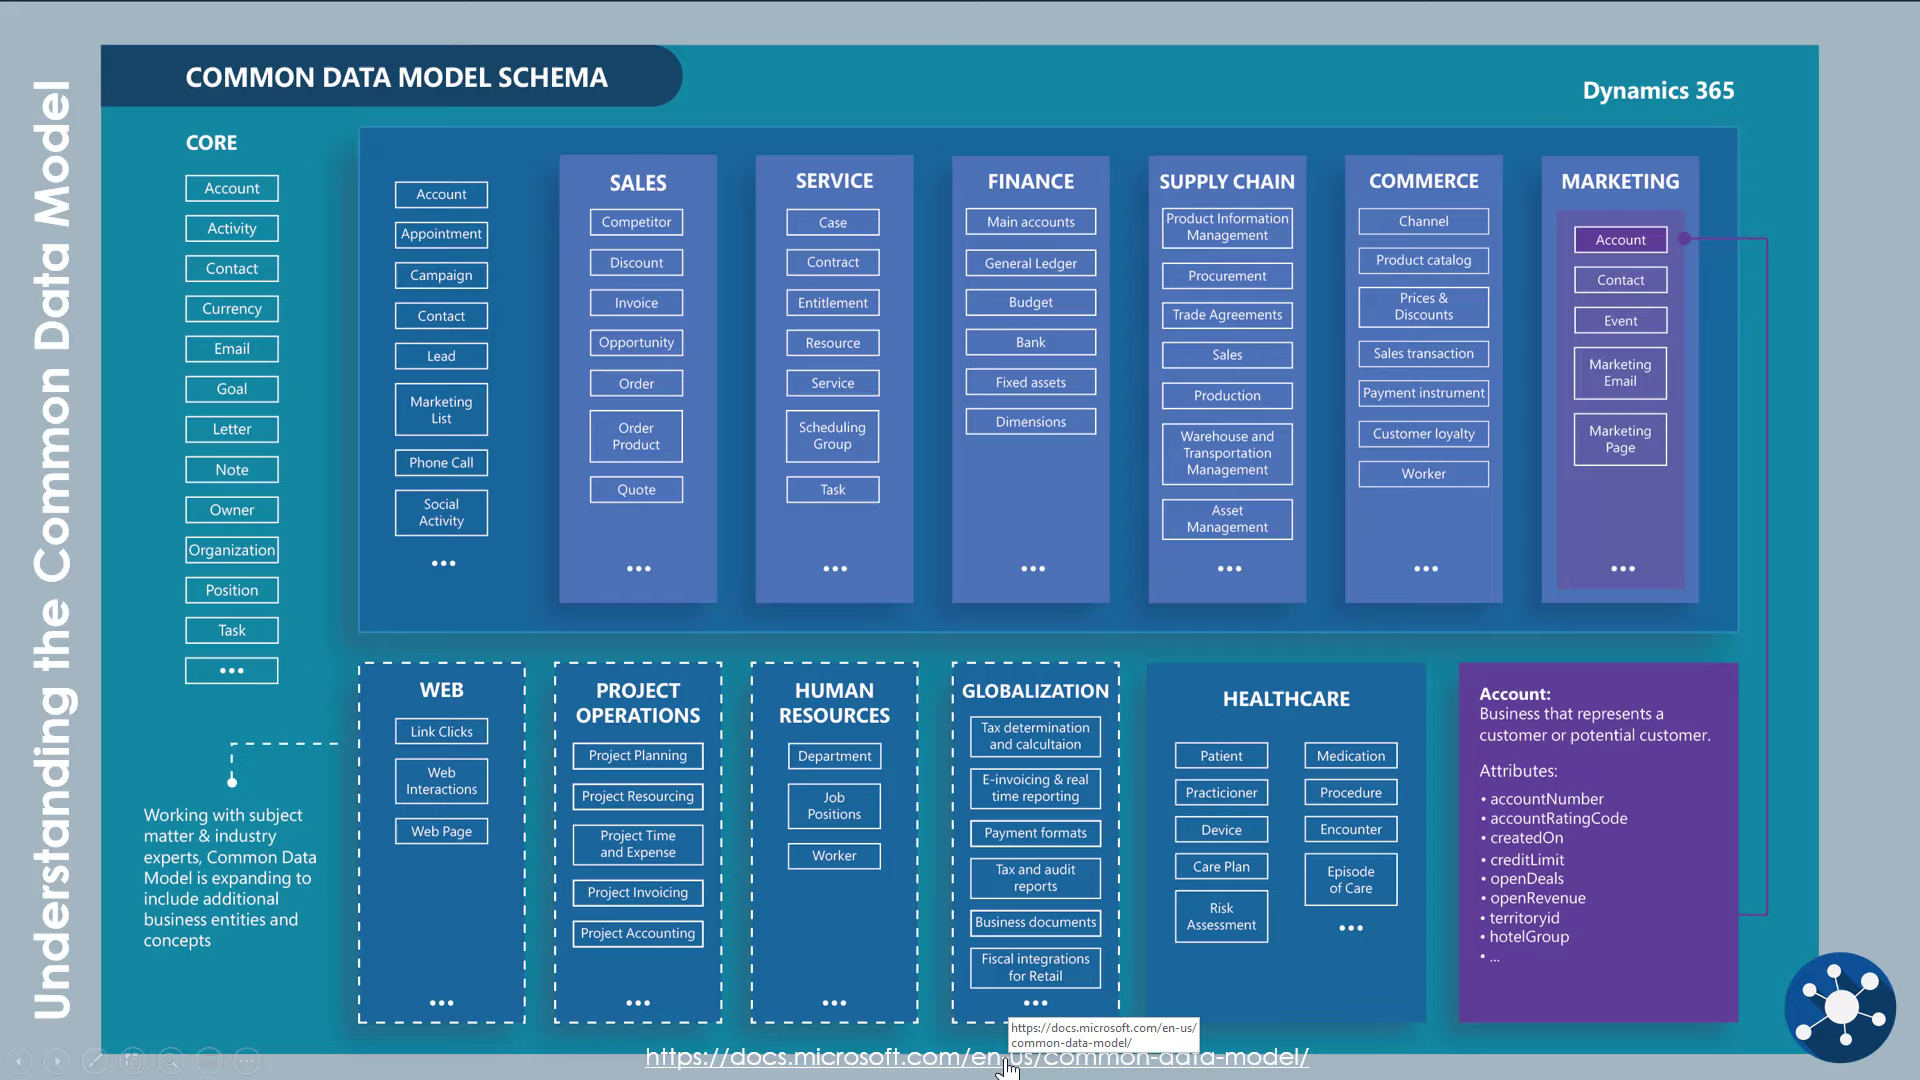 Understanding the Common Data Model
COMMON DATA MODEL SCHEMA
Dynamics 365
CORE
Account
Activity
Contact
Currency
Email
Goal
Letter
Note
Owner
Organization
Position
Task
...
Account
Appointment
Campaign
Contact
Lead
Marketing
List
Phone Call
Social
Activity
...
SALES
Competitor
Discount
Invoice
Opportunity
Order
Order
Product
Quote
...
SERVICE
Case
Contract
Entitlement
Resource
Service
Scheduling
Group
Task
...
FINANCE
Main accounts
General Ledger
Budget
Bank
Fixed assets
Dimensions
...
SUPPLY CHAIN
Product Information
Management
Procurement
Trade Agreements
Sales
Production
Warehouse and
Transportation
Management
Asset
Management
...
COMMERCE
Channel
Product catalog
Prices &
Discounts
Sales transaction
Payment instrument
Customer loyalty
Worker
...
MARKETING
Account
Contact
Event
Marketing
Email
Marketing
Page
...
Working with subject
matter & industry
experts, Common Data
Model is expanding to
include additional
business entities and
concepts
WEB
Link Clicks
Web
Interactions
Web Page
...
PROJECT
OPERATIONS
Project Planning
Project Resourcing
Project Time
and Expense
Project Invoicing
Project Accounting
...
HUMAN
RESOURCES
Department
Job
Positions
Worker
...
GLOBALIZATION
Tax determination
and calcultaion
E-invoicing & real
time reporting
Payment formats
Tax and audit
reports
Business documents
Fiscal integrations
for Retail
...
HEALTHCARE
Patient
Practicioner
Device
Care Plan
Risk
Assessment
Medication
Procedure
Encounter
Episode
of Care
...
Account:
Business that represents a
customer or potential customer.
Attributes:
• accountNumber
• accountRatingCode
• createdOn
• creditLimit
• openDeals
• openRevenue
• territoryid
• hotelGroup
• ...
https://docs.microsoft.com/en-us/
common-data-model/
https://docs.microsoft.com/en-us/common-data-model/